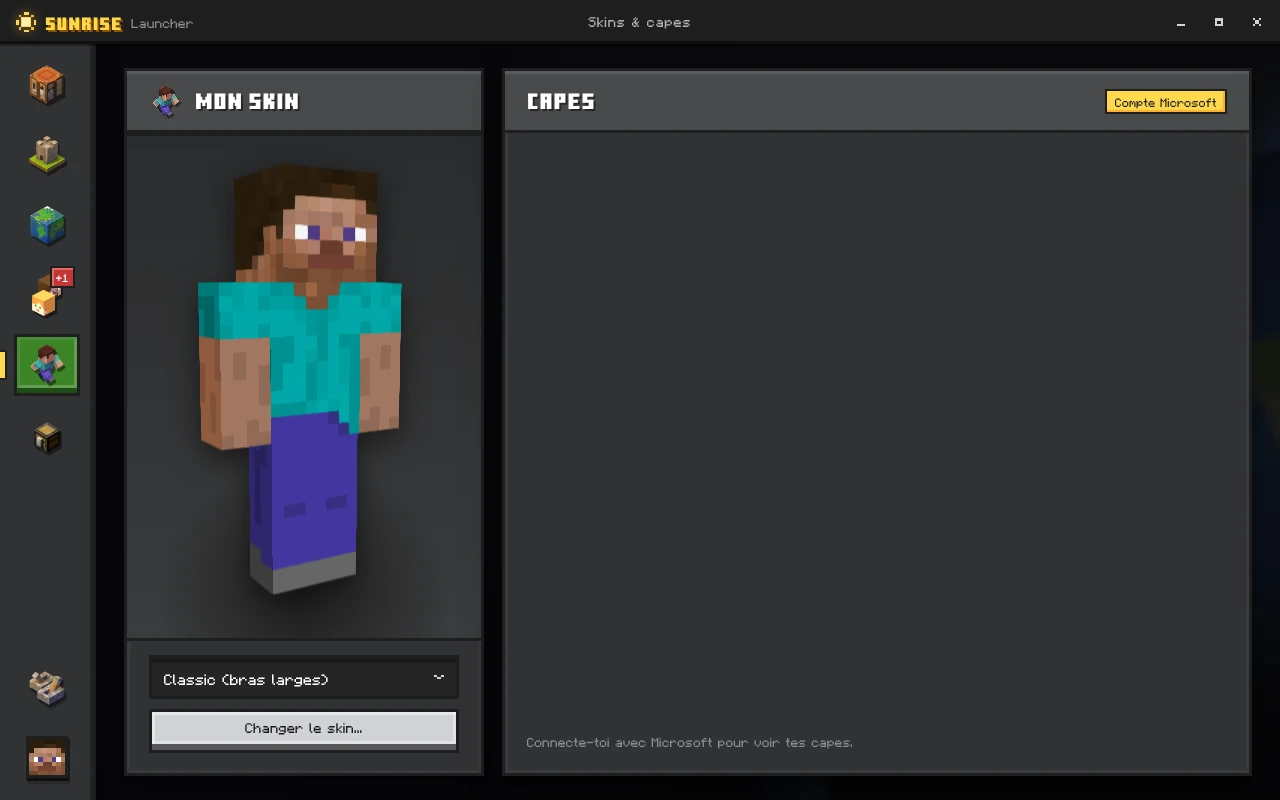 SUNRISE Launcher
Skins & capes
+1
MON SKIN
Classic (bras larges)
Changer le skin…
CAPES
Compte Microsoft
Connecte-toi avec Microsoft pour voir tes capes.